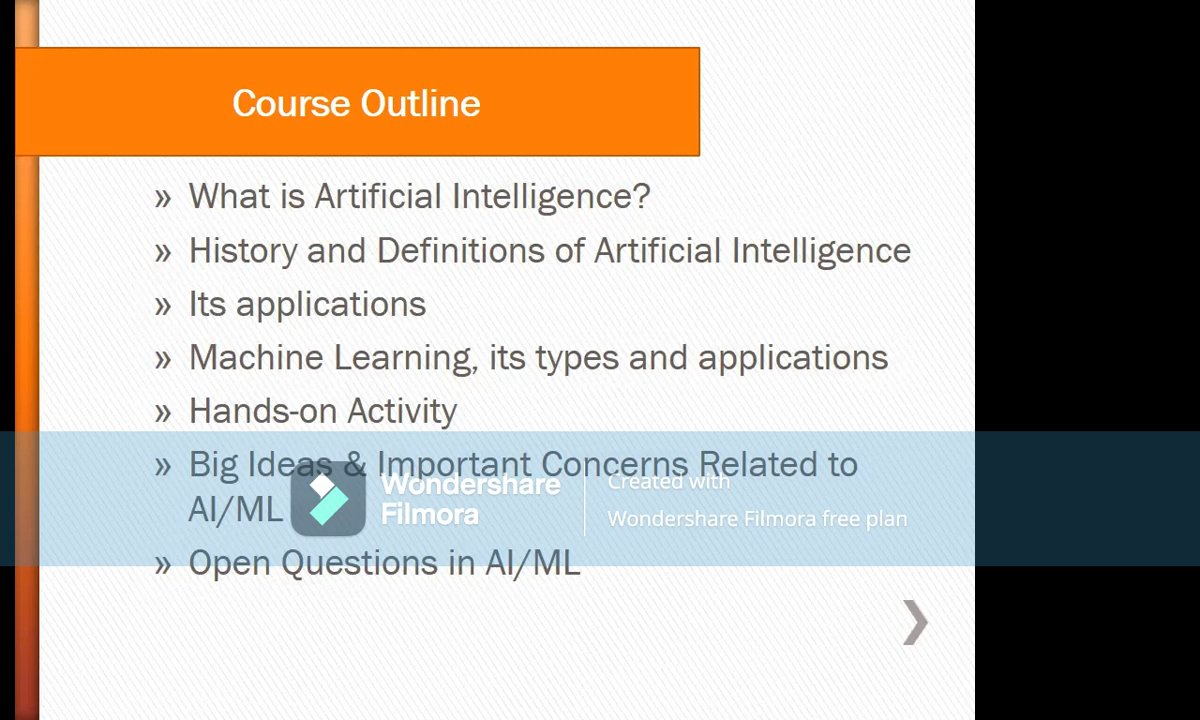 Course Outline
» What is Artificial Intelligence?
» History and Definitions of Artificial Intelligence
» Its applications
» Machine Learning, its types and applications
» Hands-on Activity
» Big Ideas & Important Concerns Related to
AI/ML
» Open Questions in AI/ML
Wondershare
Filmora
Created with
Wondershare Filmora free plan